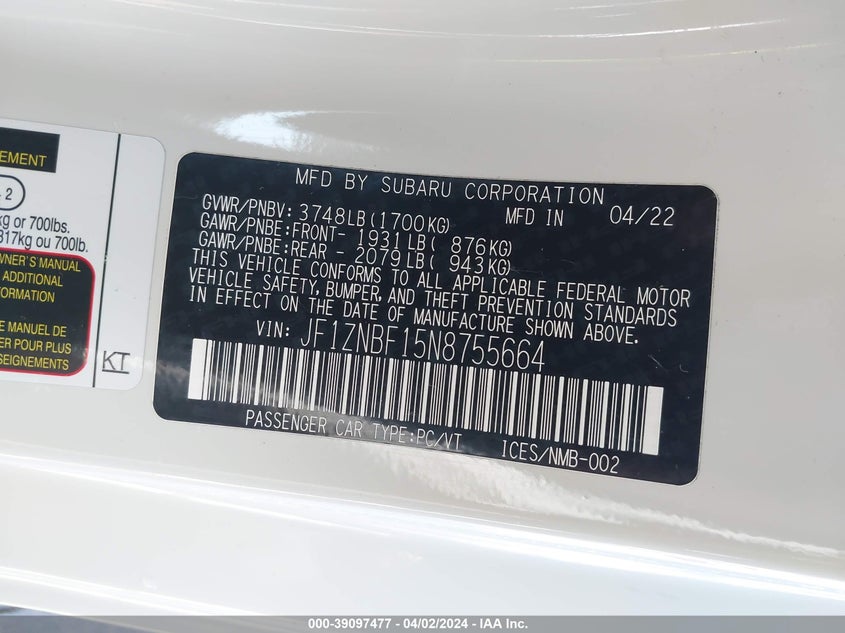 EMENT
2
kg or 700lbs.
317kg ou 700lb.
OWNER'S MANUAL
ADDITIONAL
FORMATION
E MANUEL DE
ER POUR PLUS
SEIGNEMENTS
KT
MFD BY SUBARU CORPORATION
GVWR/PNBV: 3748LB(1700KG) MFD IN 04/22
GAWR/PNBE:FRONT- 1931LB( 876KG)
GAWR/PNBE:REAR - 2079LB( 943KG)
THIS VEHICLE CONFORMS TO ALL APPLICABLE FEDERAL MOTOR
VEHICLE SAFETY, BUMPER, AND THEFT PREVENTION STANDARDS
IN EFFECT ON THE DATE OF MANUFACTURE SHOWN ABOVE.
VIN: JF1ZNBF15N8755664
PASSENGER CAR TYPE:PC/VT ICES/NMB-002
000-39097477 - 04/02/2024 - IAA Inc.